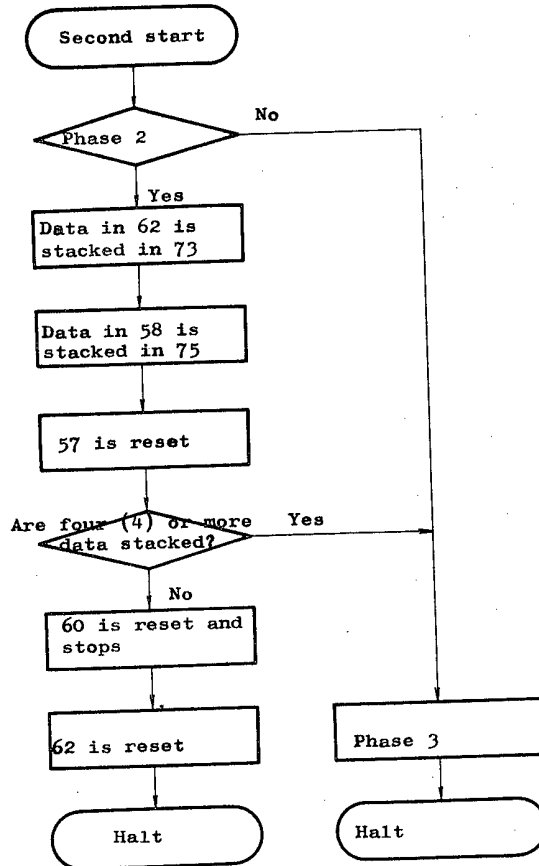 Second start
No
Phase 2
Yes
Data in 62 is
stacked in 73
Data in 58 is
stacked in 75
57 is reset
Are four (4) or more
data stacked?
Yes
No
60 is reset and
stops
62 is reset
Phase 3
Halt
Halt